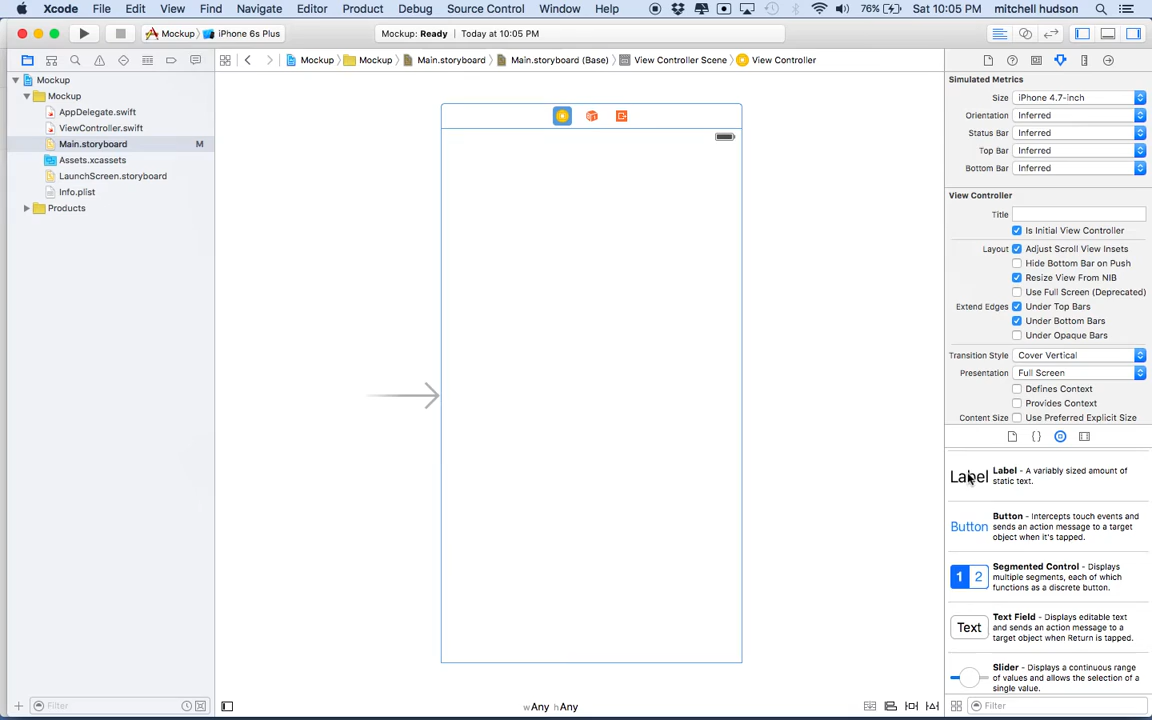 Xcode File Edit View Find Navigate Editor Product Debug Source Control Window Help 76% Sat 10:05 PM mitchell hudson
Mockup iPhone 6s Plus Mockup: Ready Today at 10:05 PM
Mockup Mockup Main.storyboard Main.storyboard (Base) View Controller Scene View Controller
Mockup
Mockup
AppDelegate.swift
ViewController.swift
Main.storyboard M
Assets.xcassets
LaunchScreen.storyboard
Info.plist
Products
Simulated Metrics
Size iPhone 4.7-inch
Orientation Inferred
Status Bar Inferred
Top Bar Inferred
Bottom Bar Inferred
View Controller
Title
Is Initial View Controller
Layout Adjust Scroll View Insets
Hide Bottom Bar on Push
Resize View From NIB
Use Full Screen (Deprecated)
Extend Edges Under Top Bars
Under Bottom Bars
Under Opaque Bars
Transition Style Cover Vertical
Presentation Full Screen
Defines Context
Provides Context
Content Size Use Preferred Explicit Size
Label Label - A variably sized amount of
static text.
Button Button - Intercepts touch events and
sends an action message to a target
object when it's tapped.
1 2 Segmented Control - Displays
multiple segments, each of which
functions as a discrete button.
Text Text Field - Displays editable text
and sends an action message to a
target object when Return is tapped.
Slider - Displays a continuous range
of values and allows the selection of a
single value.
Filter wAny hAny Filter